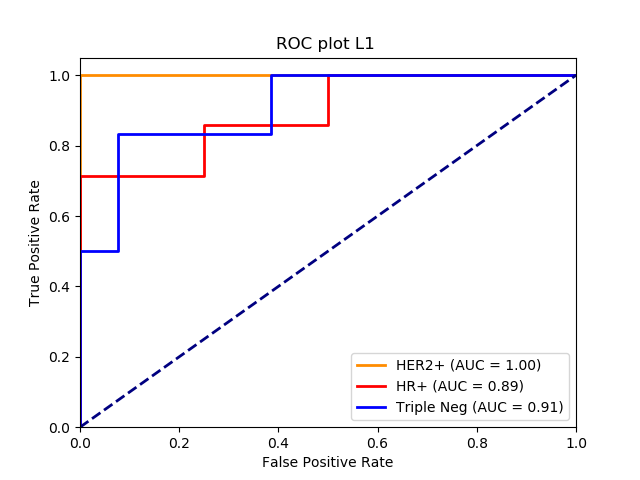 ROC plot L1
True Positive Rate
1.0
0.8
0.6
0.4
0.2
0.0
HER2+ (AUC = 1.00)
HR+ (AUC = 0.89)
Triple Neg (AUC = 0.91)
0.0 0.2 0.4 0.6 0.8 1.0
False Positive Rate